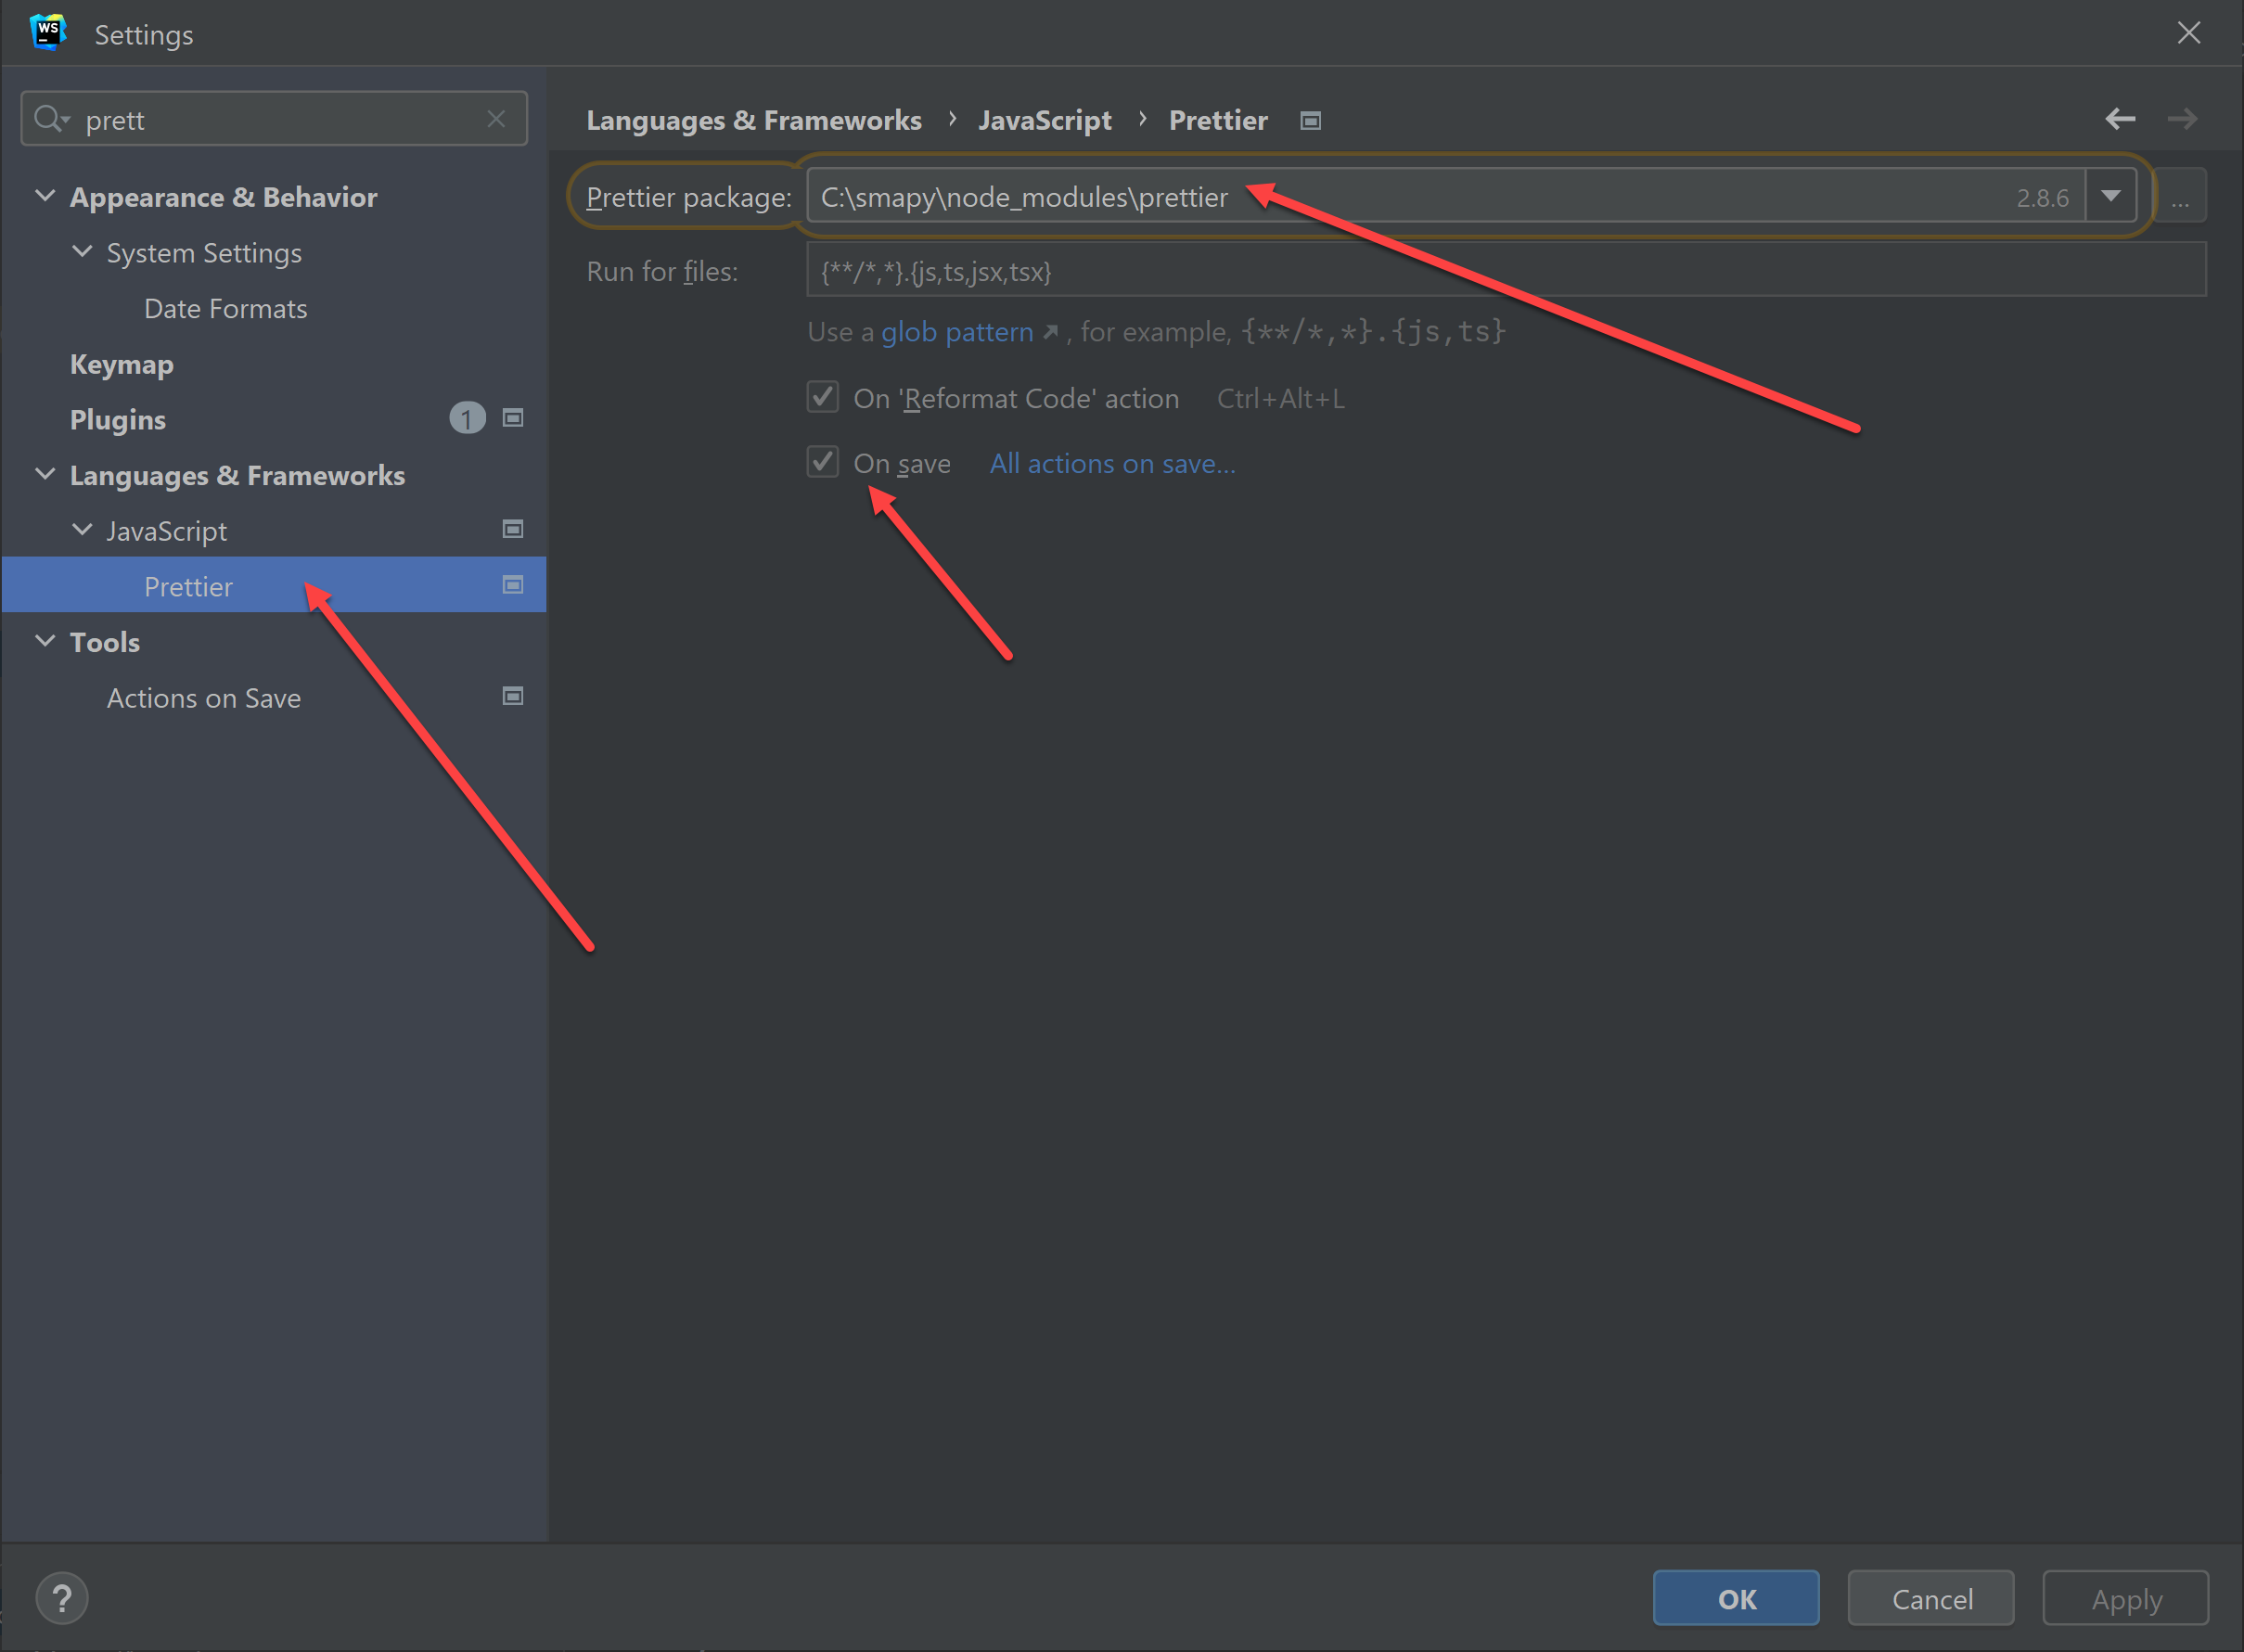 WS
Settings
prett
Appearance & Behavior
System Settings
Date Formats
Keymap
Plugins 1
Languages & Frameworks
JavaScript
Prettier
Tools
Actions on Save
Languages & Frameworks › JavaScript › Prettier
Prettier package: C:\smapy\node_modules\prettier 2.8.6 ...
Run for files: {**/*,*}.{js,ts,jsx,tsx}
Use a glob pattern ↗, for example, {**/*,*}.{js,ts}
On 'Reformat Code' action Ctrl+Alt+L
On save All actions on save...
? OK Cancel Apply